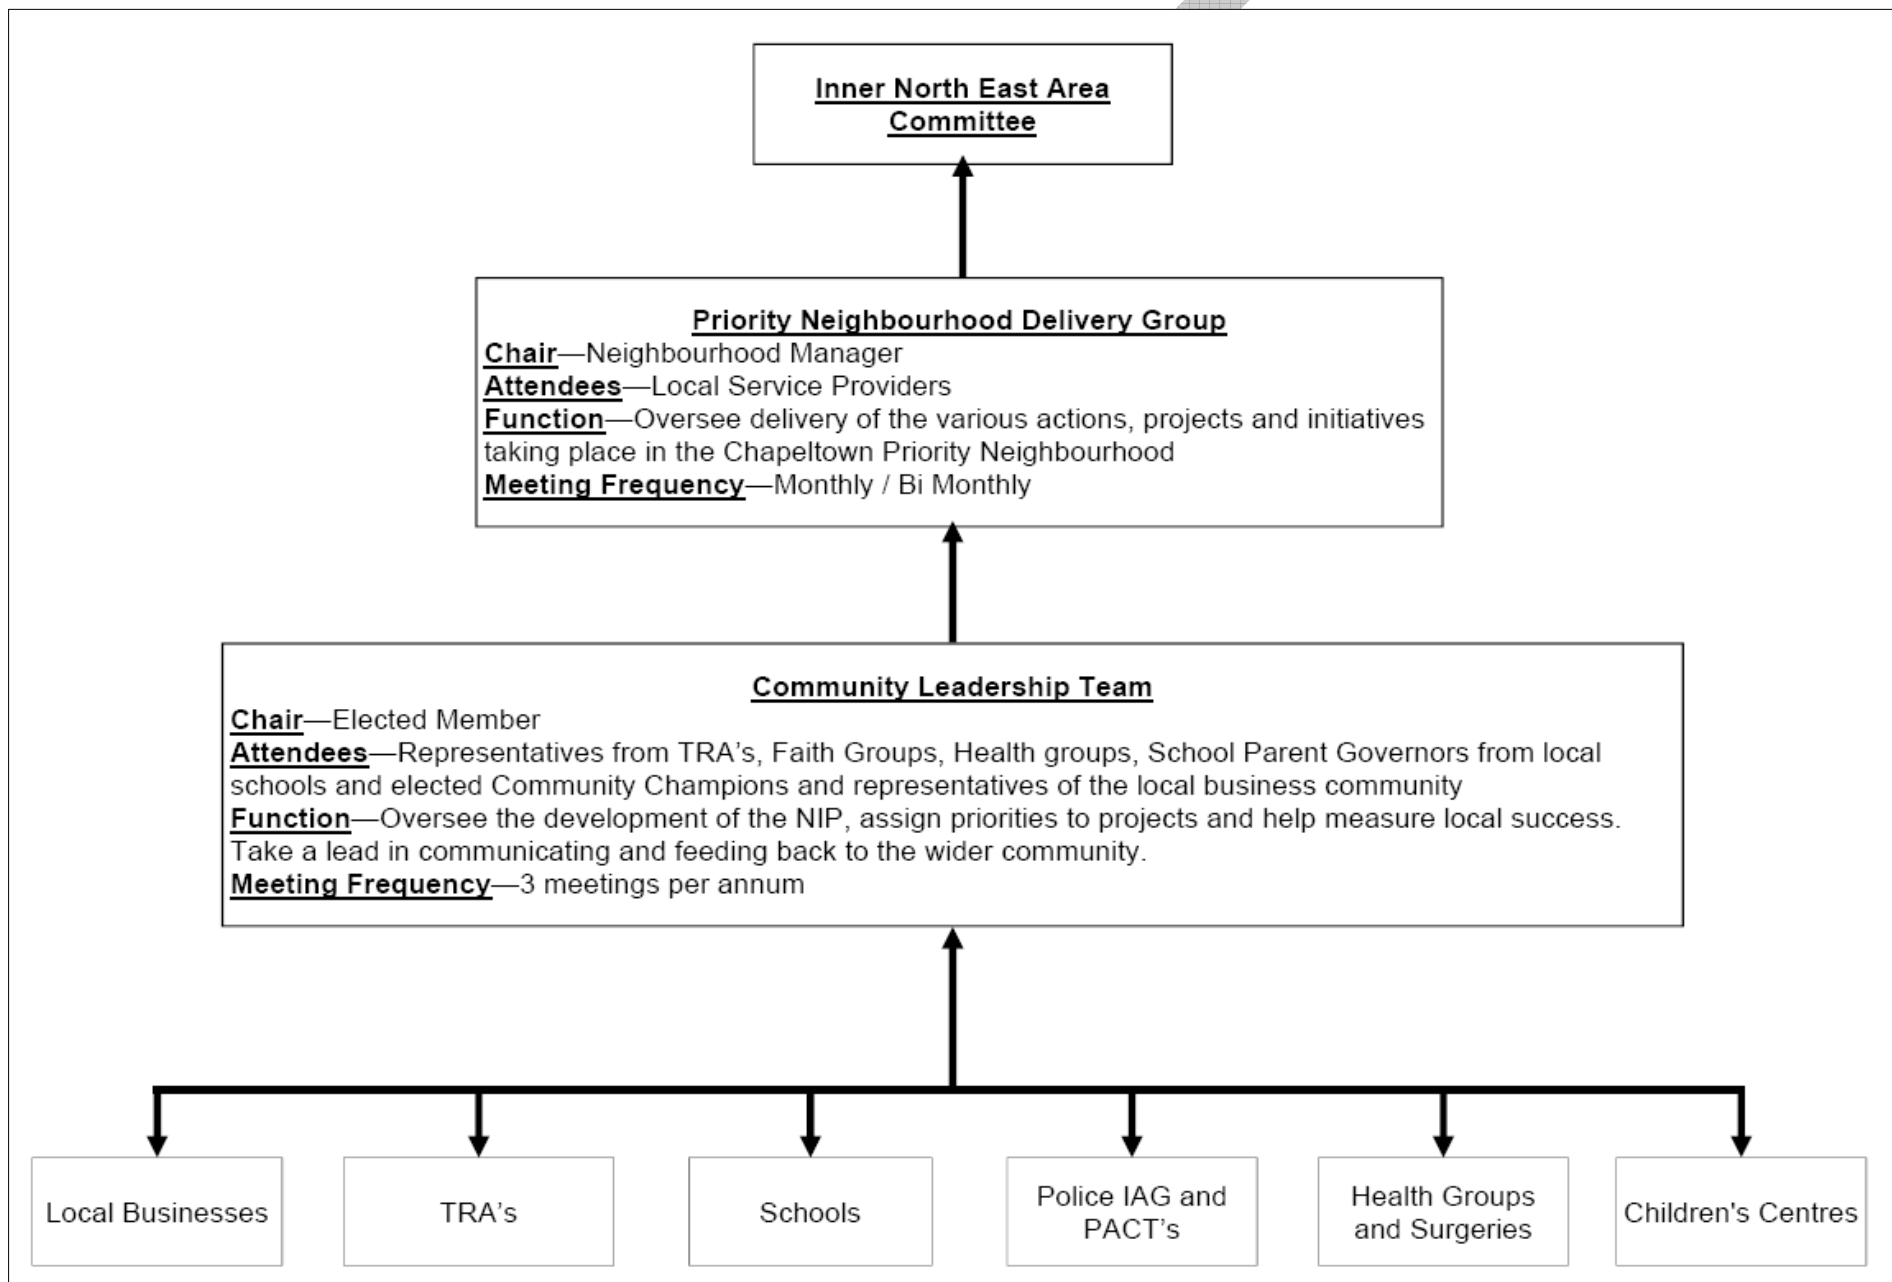 Inner North East Area
Committee
Priority Neighbourhood Delivery Group
Chair—Neighbourhood Manager
Attendees—Local Service Providers
Function—Oversee delivery of the various actions, projects and initiatives
taking place in the Chapeltown Priority Neighbourhood
Meeting Frequency—Monthly / Bi Monthly
Community Leadership Team
Chair—Elected Member
Attendees—Representatives from TRA’s, Faith Groups, Health groups, School Parent Governors from local
schools and elected Community Champions and representatives of the local business community
Function—Oversee the development of the NIP, assign priorities to projects and help measure local success.
Take a lead in communicating and feeding back to the wider community.
Meeting Frequency—3 meetings per annum
Local Businesses
TRA’s
Schools
Police IAG and
PACT’s
Health Groups
and Surgeries
Children's Centres